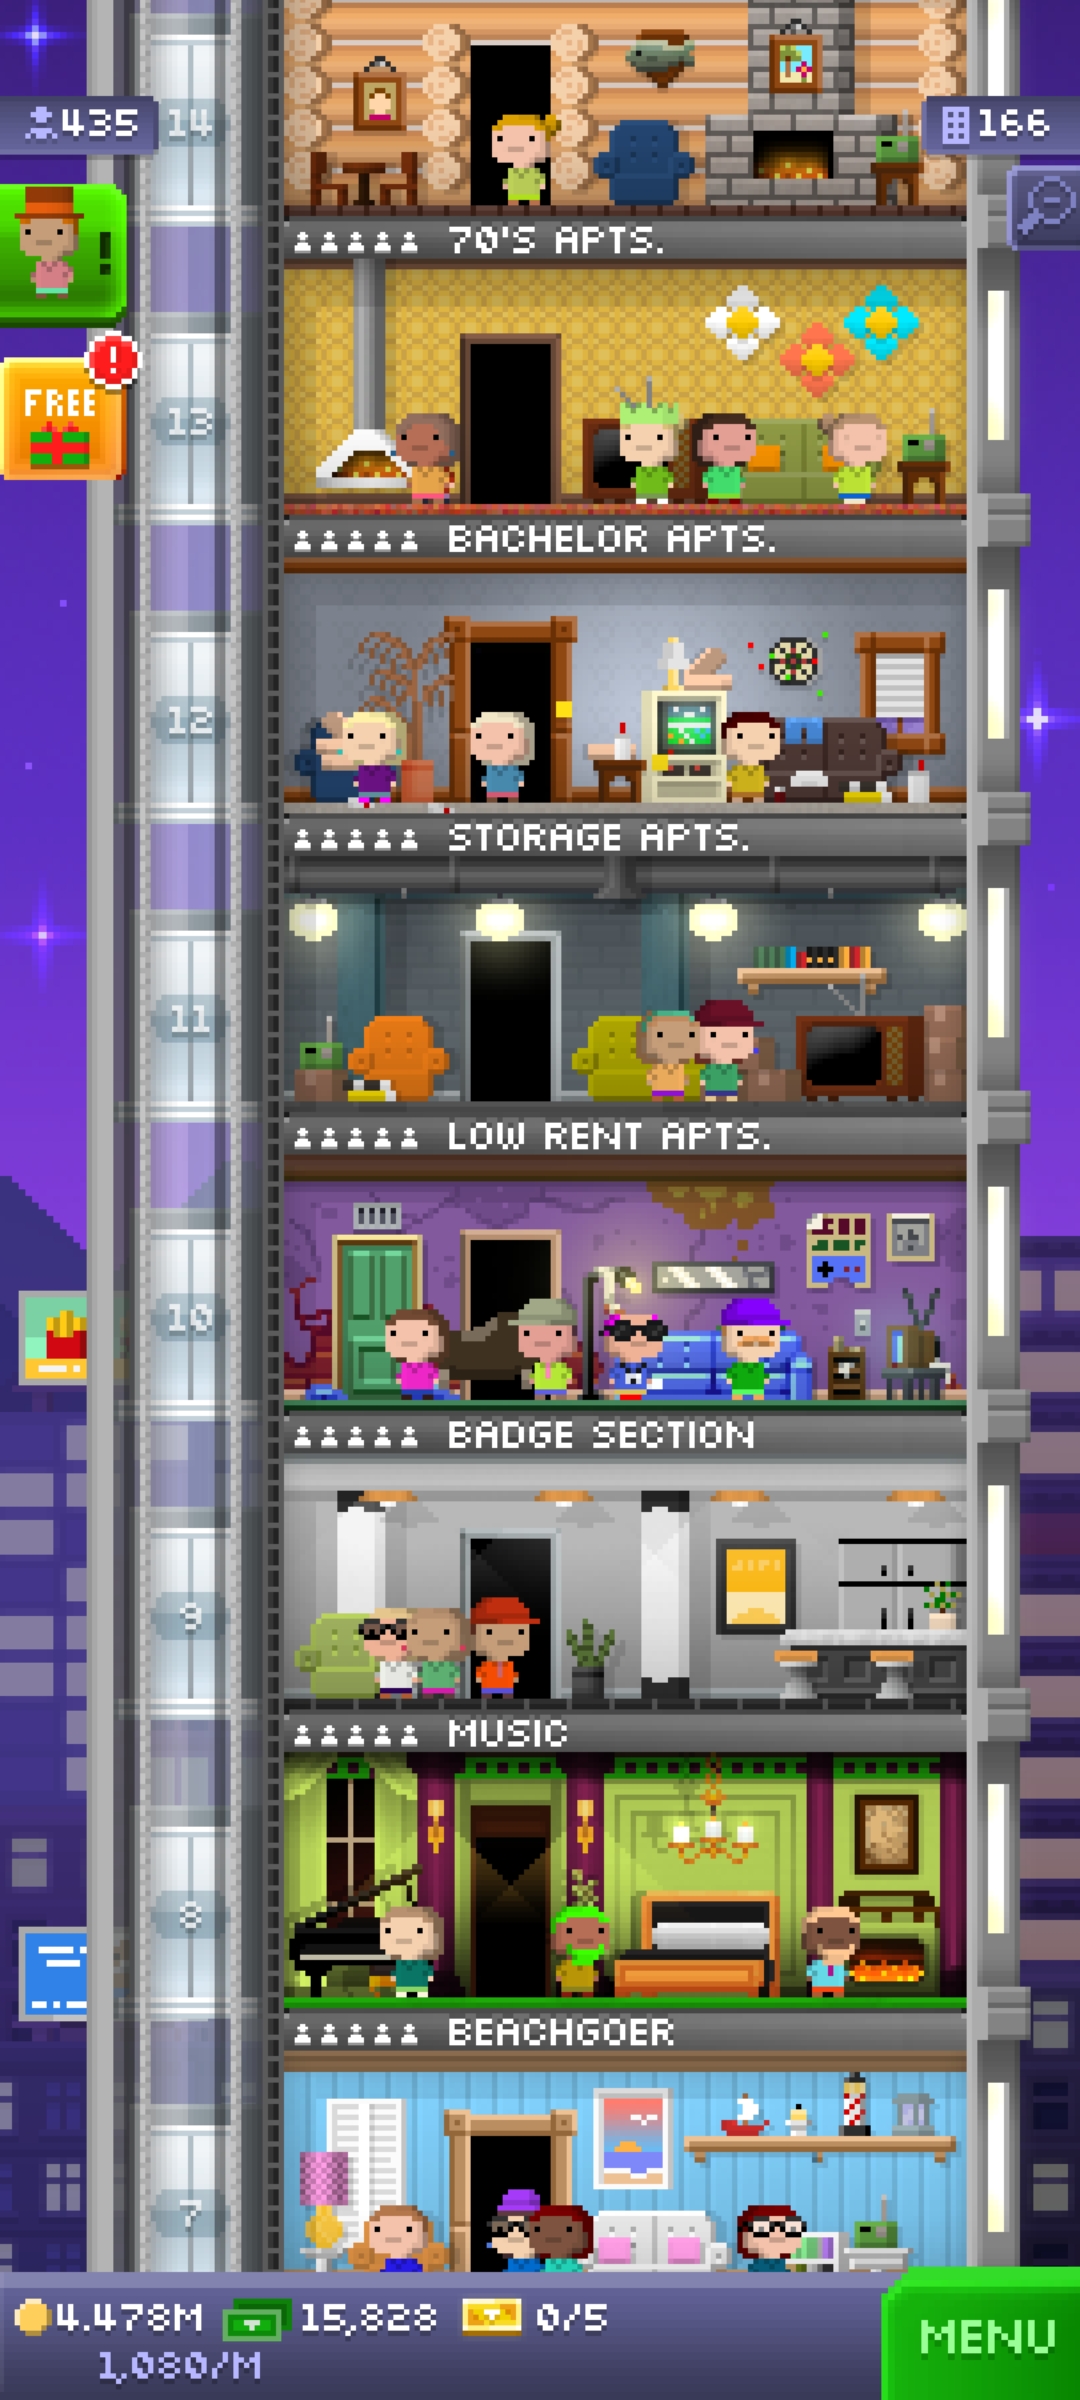 435
14
166
70'S APTS.
!
FREE
!
13
BACHELOR APTS.
12
STORAGE APTS.
11
LOW RENT APTS.
10
BADGE SECTION
9
MUSIC
8
BEACHGOER
7
4.478M
15,828
0/5
1,080/M
MENU